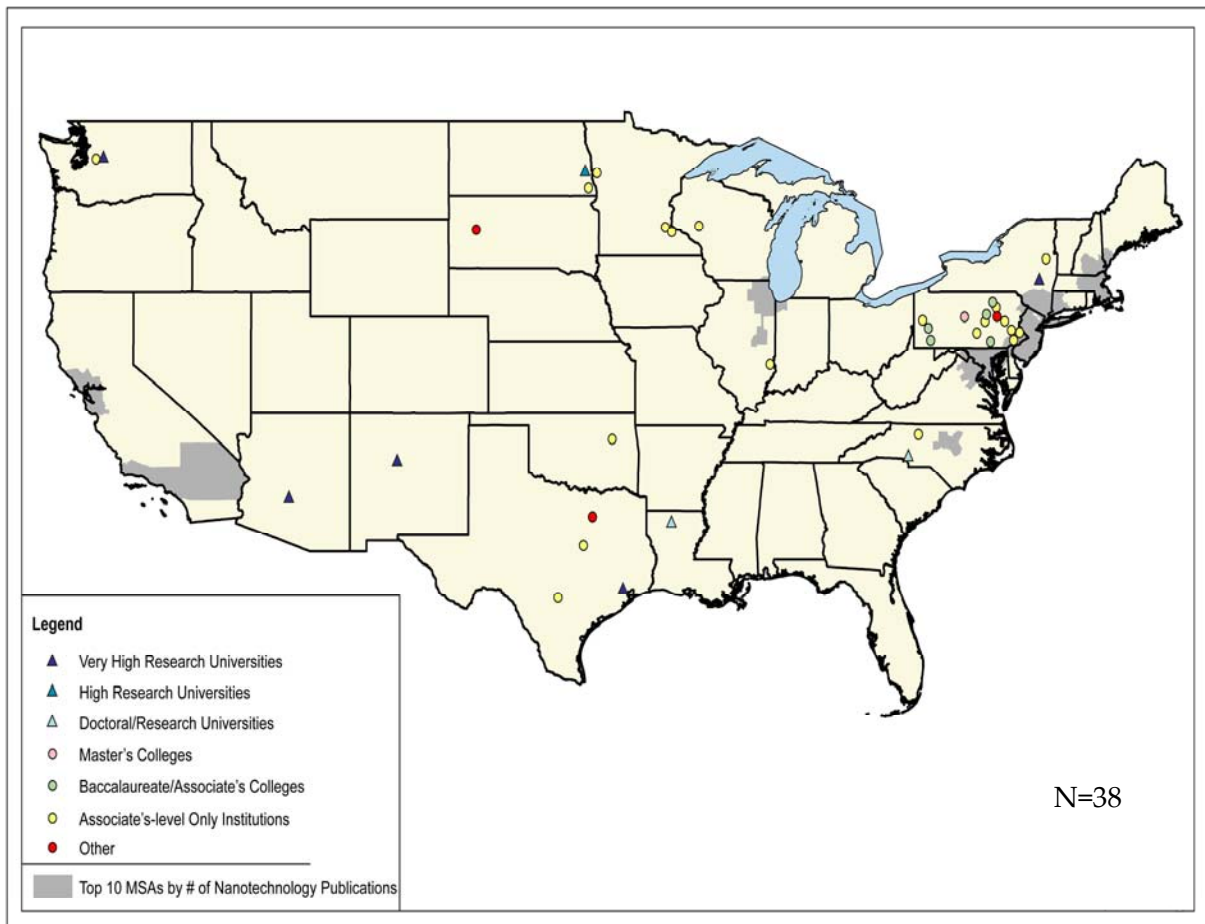 N=38
Legend
Very High Research Universities
High Research Universities
Doctoral/Research Universities
Master's Colleges
Baccalaureate/Associate's Colleges
Associate's-level Only Institutions
Other
Top 10 MSAs by # of Nanotechnology Publications